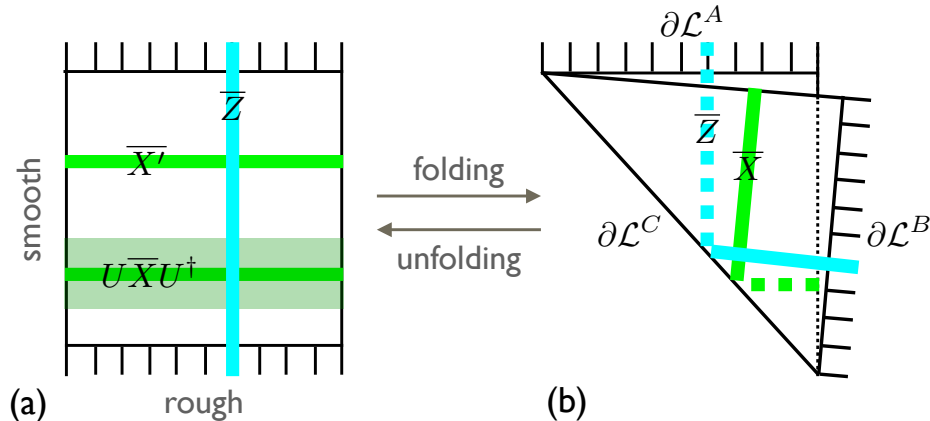 ∂ℒ^A
Z̅
X̅'
Z̅
X̅
folding
smooth
∂ℒ^C
∂ℒ^B
unfolding
UX̅U†
(a)
rough
(b)